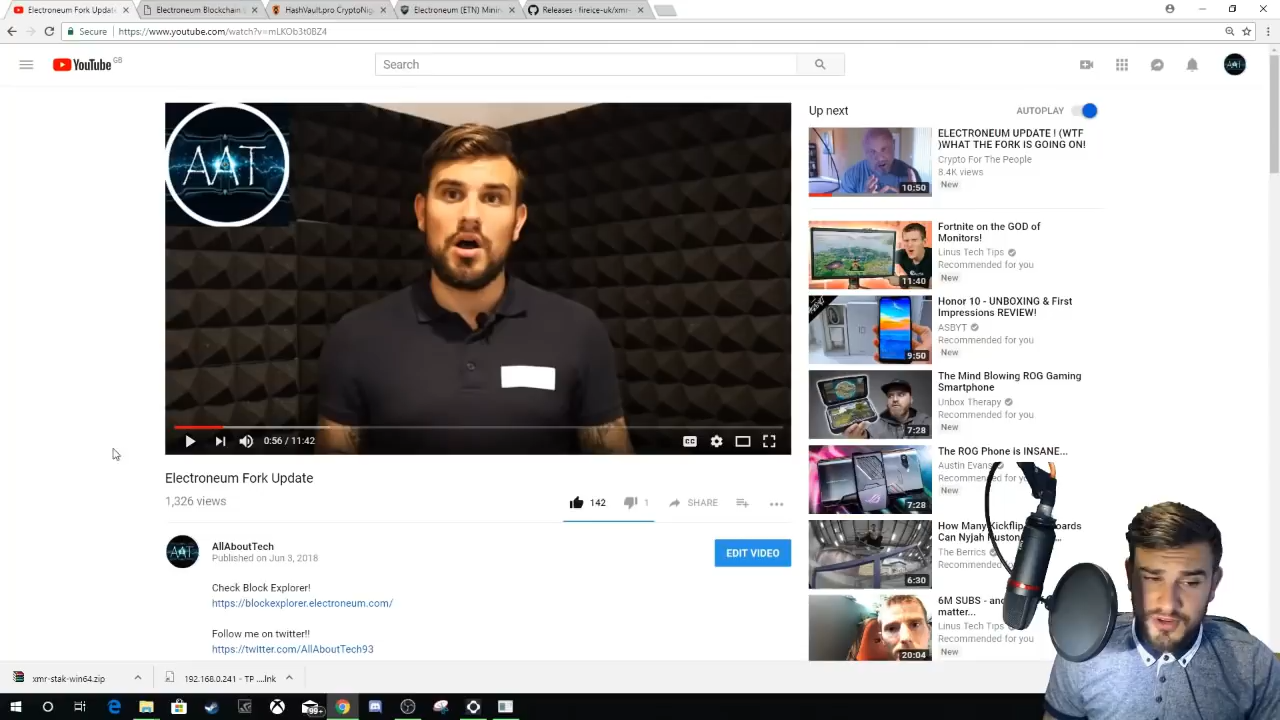 Electroneum Fork Update
Electroneum Blockchain
HashVault.pro CryptoNig
Electroneum (ETN) Mining
Releases · fireice-uk/xmr-
Secure
https://www.youtube.com/watch?v=mLKOb3t0BZ4
YouTube GB
Search
AAT
0:56 / 11:42
CC
Electroneum Fork Update
1,326 views
142
1
SHARE
AllAboutTech
Published on Jun 3, 2018
EDIT VIDEO
Check Block Explorer!
https://blockexplorer.electroneum.com/
Follow me on twitter!!
https://twitter.com/AllAboutTech93
Up next
AUTOPLAY
ELECTRONEUM UPDATE ! (WTF
)WHAT THE FORK IS GOING ON!
Crypto For The People
8.4K views
New
10:50
Fortnite on the GOD of
Monitors!
Linus Tech Tips
Recommended for you
New
11:40
Honor 10 - UNBOXING & First
Impressions REVIEW!
ASBYT
Recommended for you
New
9:50
The Mind Blowing ROG Gaming
Smartphone
Unbox Therapy
Recommended for you
New
7:28
The ROG Phone is INSANE...
Austin Evans
Recommended
New
7:28
How Many Kickflip oards
Can Nyjah Huston
The Berrics
Recommended
6:30
6M SUBS - and
matter...
Linus Tech Tips
Recommended
New
20:04
xmr-stak-win64.zip
192.168.0.241 - TP ....lnk
99+